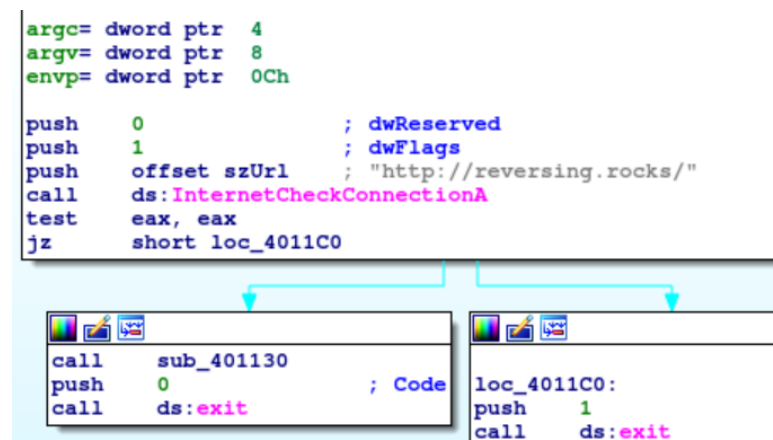 argc= dword ptr  4
argv= dword ptr  8
envp= dword ptr  0Ch
push    0               ; dwReserved
push    1               ; dwFlags
push    offset szUrl    ; "http://reversing.rocks/"
call    ds:InternetCheckConnectionA
test    eax, eax
jz      short loc_4011C0
call    sub_401130
push    0               ; Code
call    ds:exit
loc_4011C0:
push    1
call    ds:exit